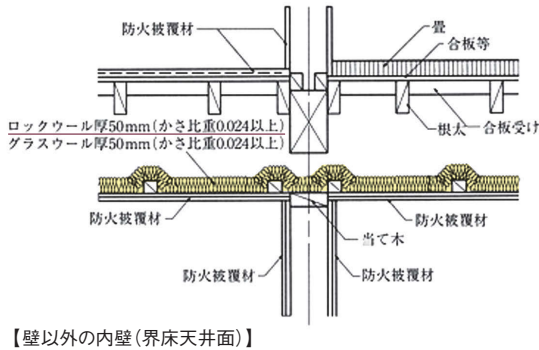 防火被覆材
畳
合板等
ロックウール厚50mm(かさ比重0.024以上)
グラスウール厚50mm(かさ比重0.024以上)
根太
合板受け
防火被覆材
防火被覆材
当て木
防火被覆材
防火被覆材
【壁以外の内壁(界床天井面)】